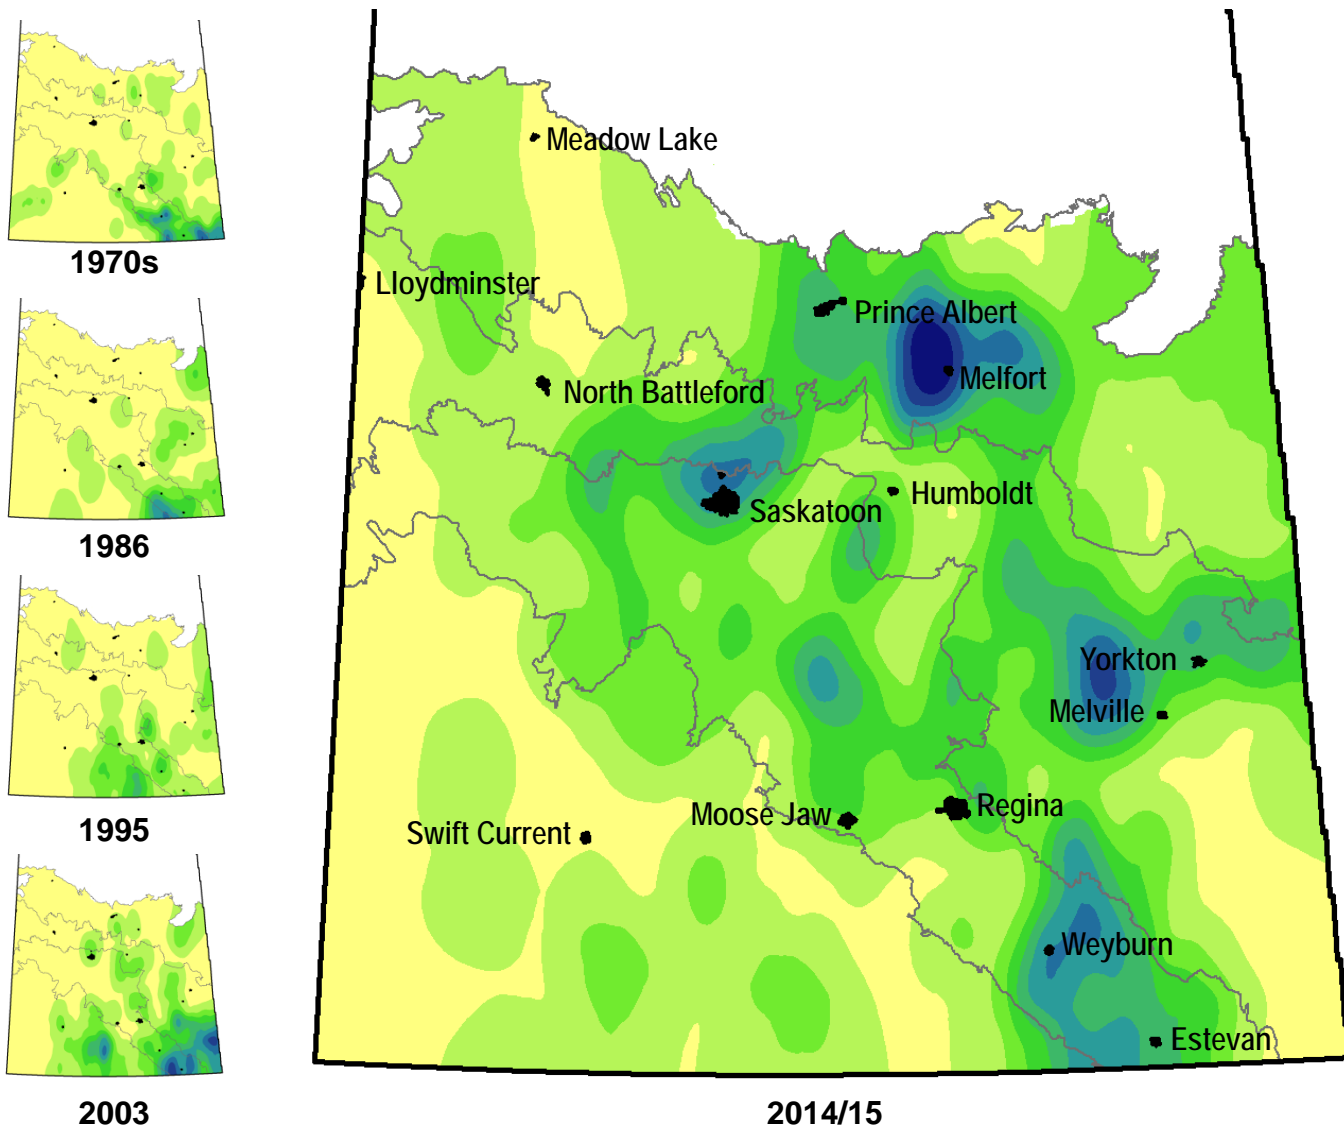 1970s
1986
1995
2003
Meadow Lake
Lloydminster
Prince Albert
Melfort
North Battleford
Humboldt
Saskatoon
Yorkton
Melville
Regina
Moose Jaw
Swift Current
Weyburn
Estevan
2014/15